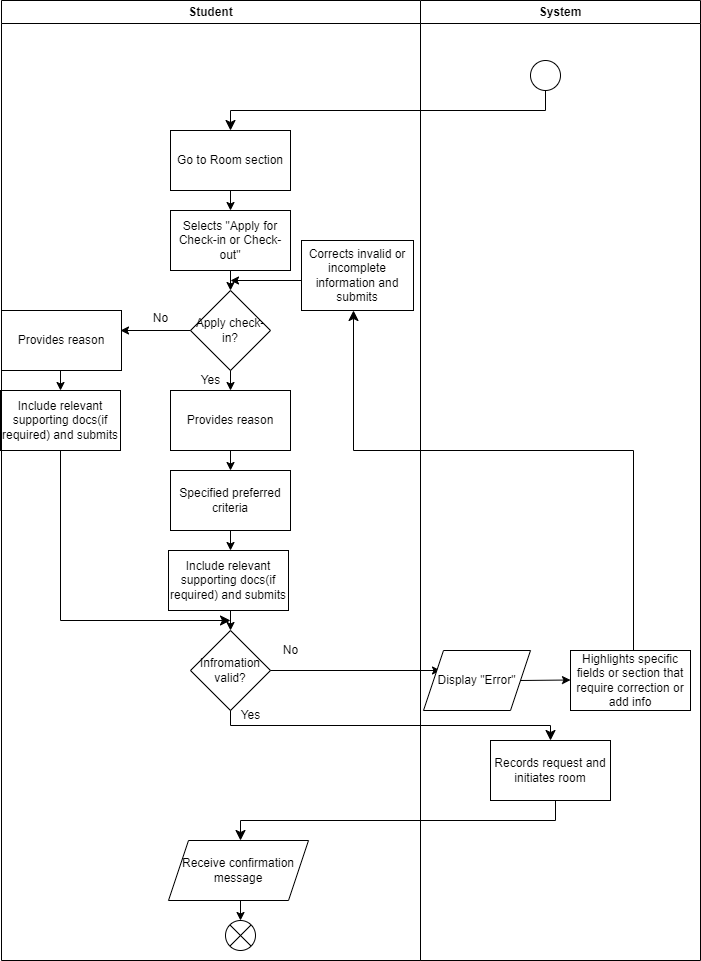 Student
System
Go to Room section
Selects "Apply for
Check-in or Check-
out"
Corrects invalid or
incomplete
information and
submits
Apply check-
in?
No
Provides reason
Yes
Include relevant
supporting docs(if
required) and submits
Provides reason
Specified preferred
criteria
Include relevant
supporting docs(if
required) and submits
Infromation
valid?
No
Display "Error"
Highlights specific
fields or section that
require correction or
add info
Yes
Records request and
initiates room
Receive confirmation
message